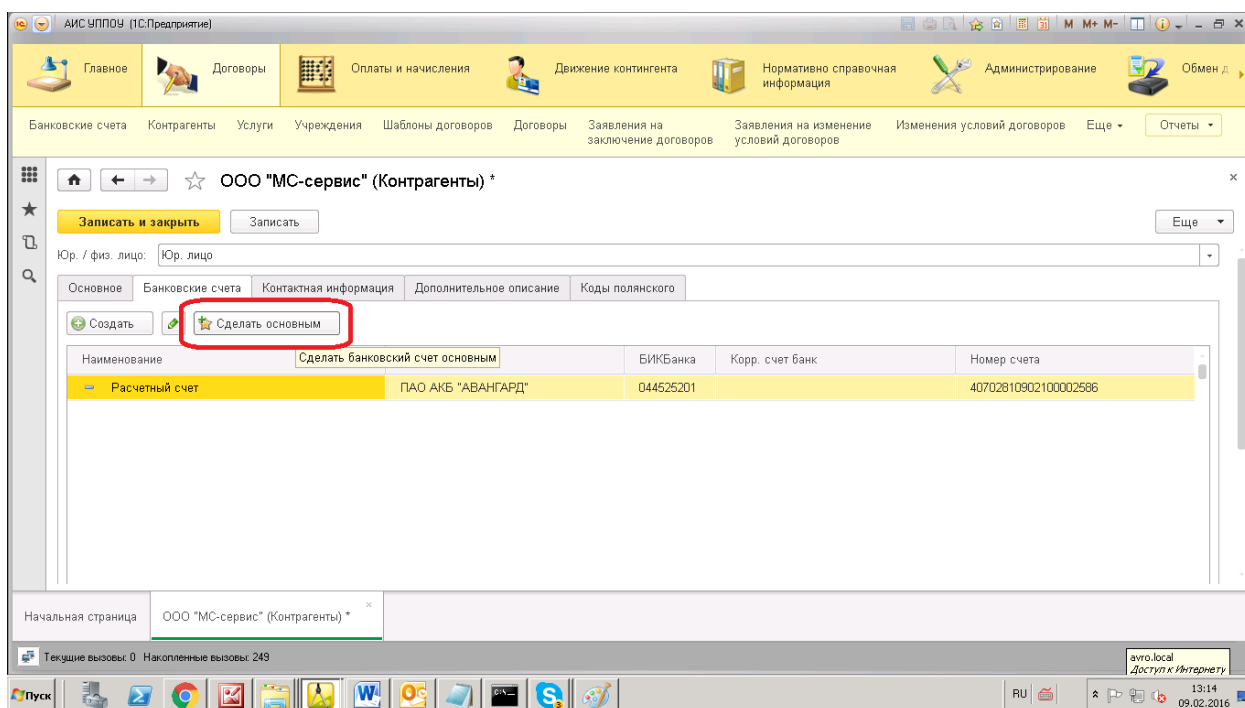 АИС УППОУ (1С:Предприятие)
M M+ M-
Главное
Договоры
Оплаты и начисления
Движение контингента
Нормативно справочная
информация
Администрирование
Обмен д
Банковские счета Контрагенты Услуги Учреждения Шаблоны договоров Договоры
Заявления на
заключение договоров
Заявления на изменение
условий договоров
Изменения условий договоров Еще Отчеты
ООО "МС-сервис" (Контрагенты) *
Записать и закрыть Записать Еще
Юр. / физ. лицо: Юр. лицо
Основное Банковские счета Контактная информация Дополнительное описание Коды полянского
Создать Сделать основным
Сделать банковский счет основным
Наименование БИКБанка Корр. счет банк Номер счета
Расчетный счет ПАО АКБ "АВАНГАРД" 044525201 40702810902100002586
Начальная страница ООО "МС-сервис" (Контрагенты) *
Текущие вызовы: 0 Накопленные вызовы: 249
avro.local
Доступ к Интернету
Пуск
RU
13:14
09.02.2016